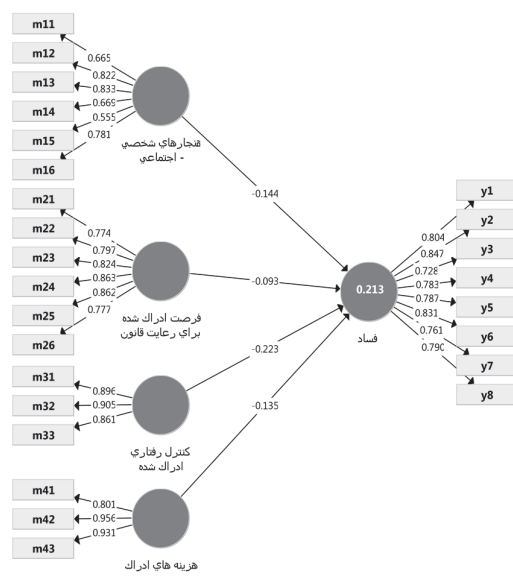 m11
m12
m13
m14
m15
m16
0.665
0.822
0.833
0.669
0.555
0.781
هنجارهاي شخصي
- اجتماعي
m21
m22
m23
m24
m25
m26
0.774
0.797
0.824
0.863
0.862
0.777
فرصت ادراك شده
براي رعايت قانون
m31
m32
m33
0.896
0.905
0.861
كنترل رفتاري
ادراك شده
m41
m42
m43
0.801
0.956
0.931
هزينه هاي ادراك
-0.144
-0.093
-0.223
-0.135
0.213
فساد
0.804
0.847
0.728
0.783
0.787
0.831
0.761
0.790
y1
y2
y3
y4
y5
y6
y7
y8